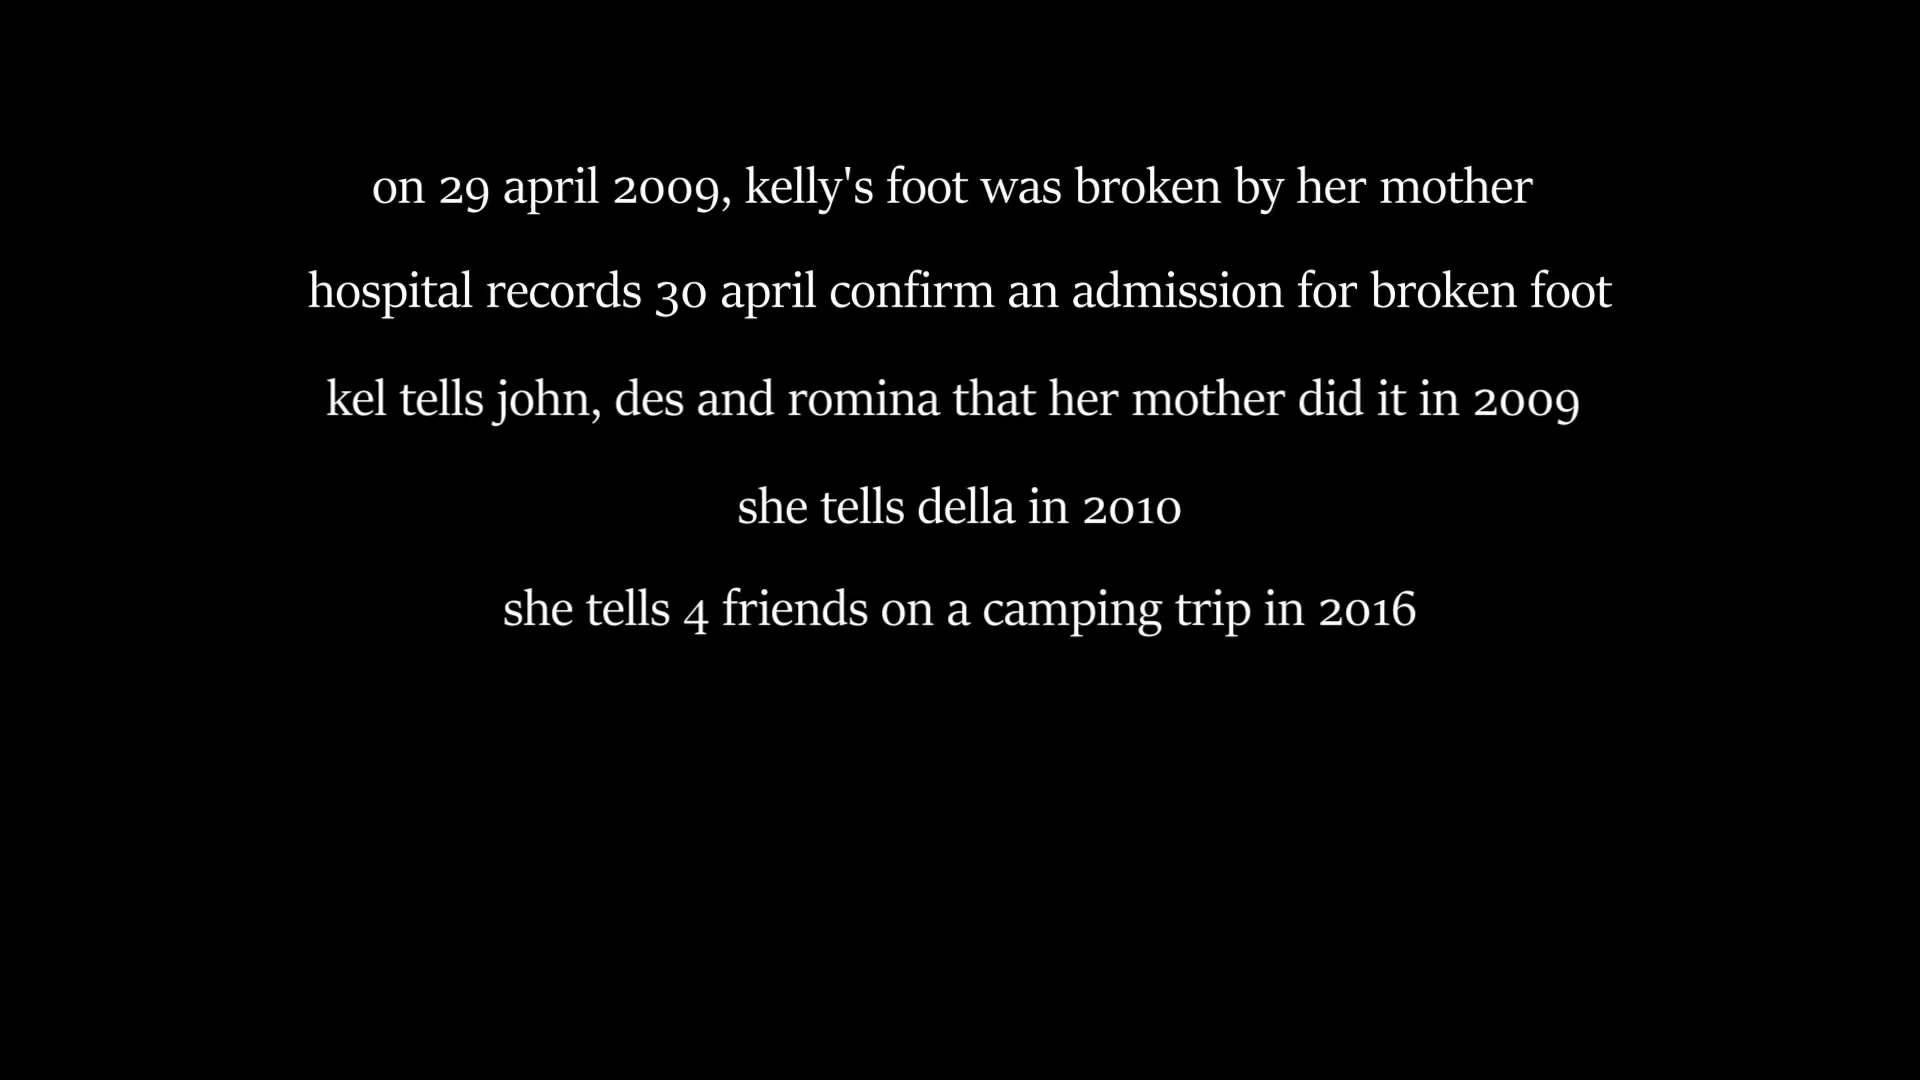 on 29 april 2009, kelly's foot was broken by her mother
hospital records 30 april confirm an admission for broken foot
kel tells john, des and romina that her mother did it in 2009
she tells della in 2010
she tells 4 friends on a camping trip in 2016